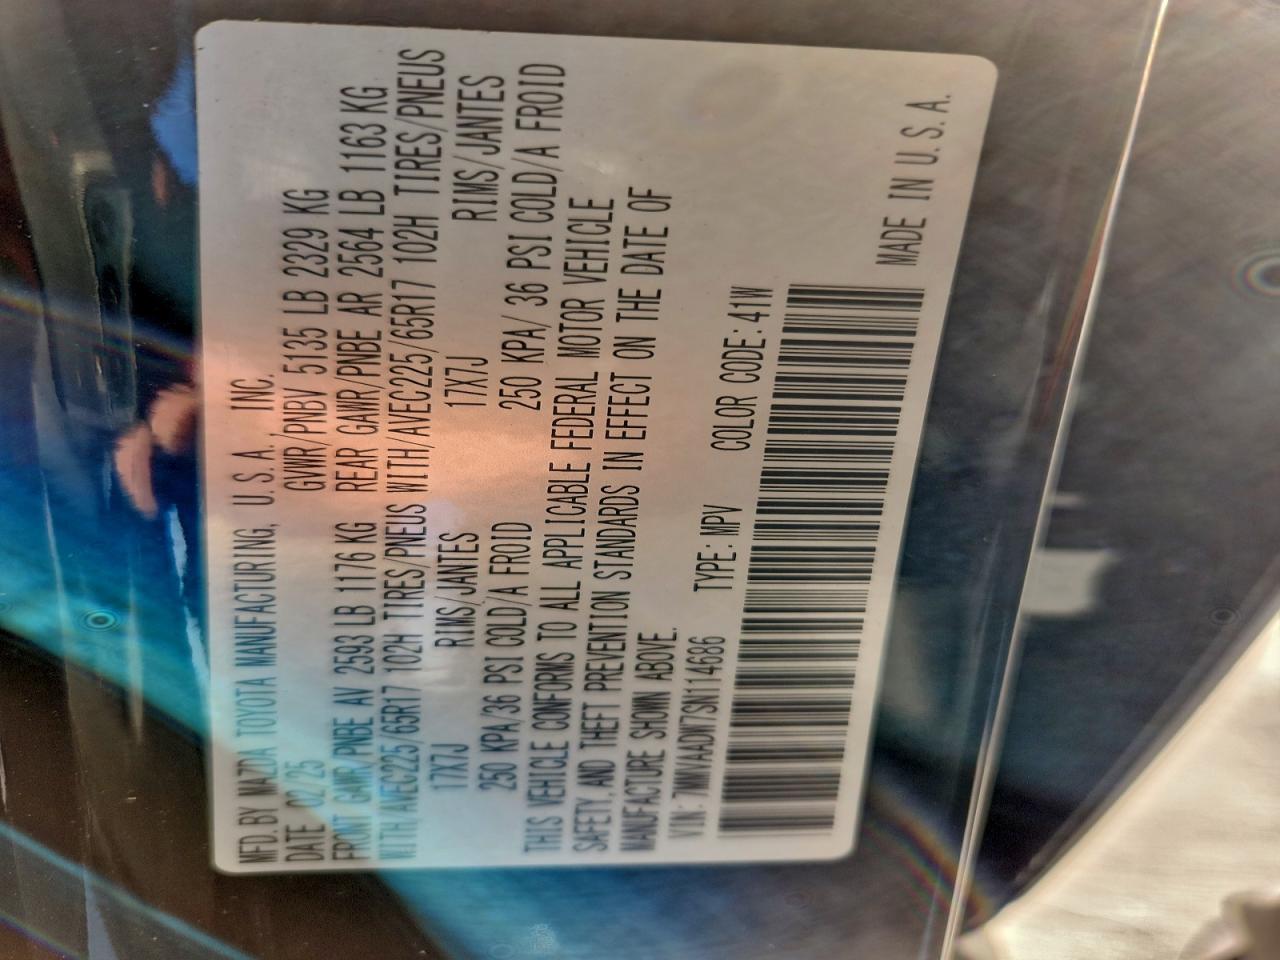 MFD. BY MAZDA TOYOTA MANUFACTURING, U.S.A., INC.
DATE 02/25 GVWR/PNBV 5135 LB 2329 KG
FRONT GAWR/PNBE AV 2593 LB 1176 KG REAR GAWR/PNBE AR 2564 LB 1163 KG
WITH/AVEC225/65R17 102H TIRES/PNEUS WITH/AVEC225/65R17 102H TIRES/PNEUS
17X7J RIMS/JANTES 17X7J RIMS/JANTES
250 KPA/36 PSI COLD/A FROID 250 KPA/ 36 PSI COLD/A FROID
THIS VEHICLE CONFORMS TO ALL APPLICABLE FEDERAL MOTOR VEHICLE
SAFETY, AND THEFT PREVENTION STANDARDS IN EFFECT ON THE DATE OF
MANUFACTURE SHOWN ABOVE.
VIN: 7MMVAADW7SN114686 TYPE: MPV COLOR CODE: 41W
MADE IN U.S.A.